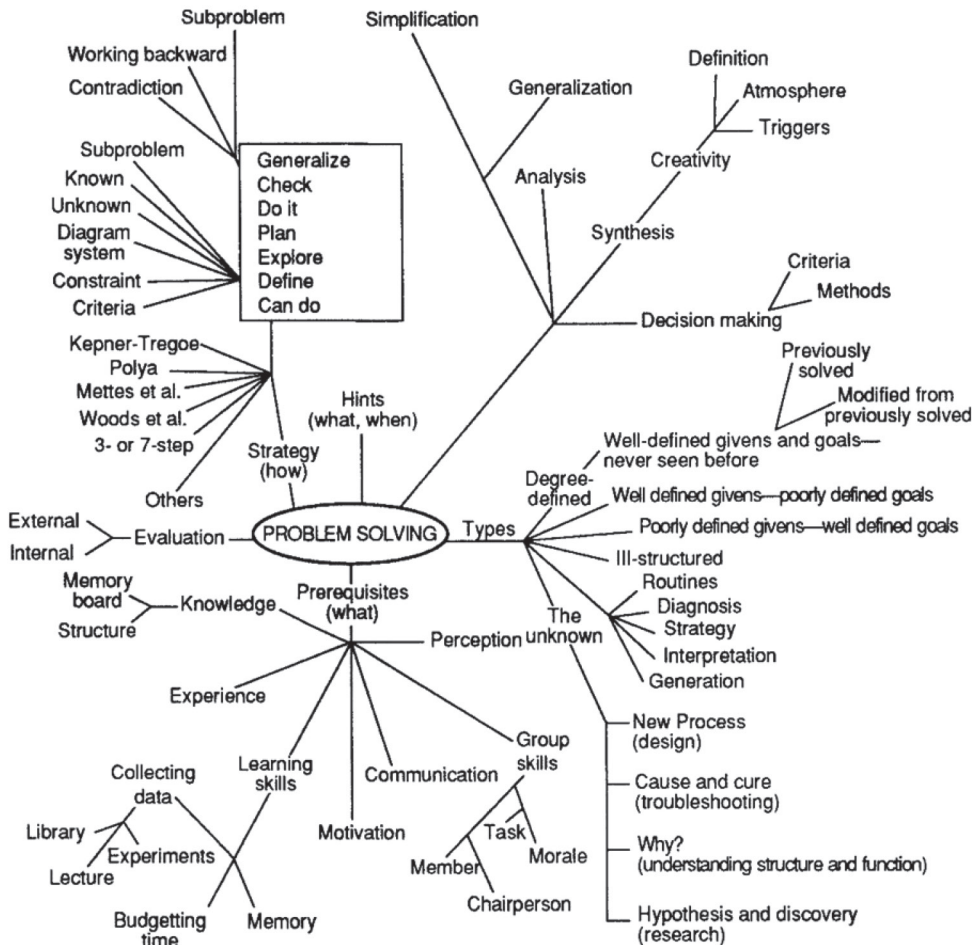 Subproblem
Working backward
Contradiction
Subproblem
Known
Unknown
Diagram
system
Constraint
Criteria
Generalize
Check
Do it
Plan
Explore
Define
Can do
Kepner-Tregoe
Polya
Mettes et al.
Woods et al.
3- or 7-step
Others
Strategy
(how)
Hints
(what, when)
Simplification
Generalization
Analysis
Synthesis
Creativity
Definition
Atmosphere
Triggers
Decision making
Criteria
Methods
Previously
solved
Modified from
previously solved
Well-defined givens and goals—
never seen before
Degree-
defined
Well defined givens—poorly defined goals
Poorly defined givens—well defined goals
Ill-structured
Types
PROBLEM SOLVING
External
Internal
Evaluation
Memory
board
Structure
Knowledge
Prerequisites
(what)
Perception
The
unknown
Routines
Diagnosis
Strategy
Interpretation
Generation
Experience
Learning
skills
Collecting
data
Library
Lecture
Experiments
Budgetting
time
Memory
Motivation
Communication
Group
skills
Task
Morale
Member
Chairperson
New Process
(design)
Cause and cure
(troubleshooting)
Why?
(understanding structure and function)
Hypothesis and discovery
(research)